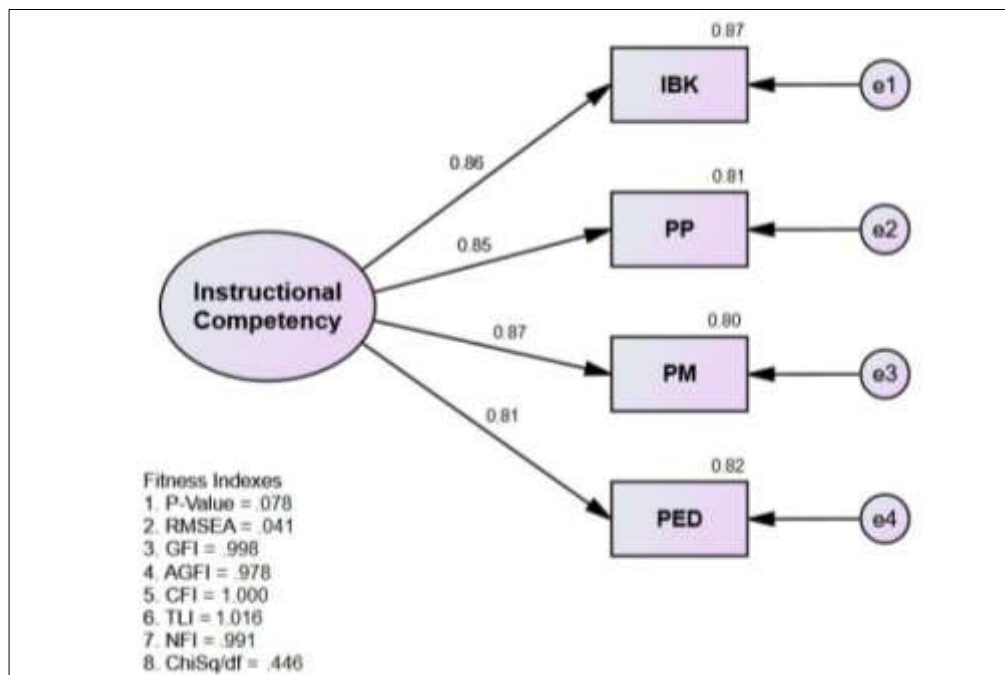 0.87
IBK
e1
0.86
0.81
PP
e2
0.85
Instructional
Competency
0.80
0.87
PM
e3
0.81
0.82
PED
e4
Fitness Indexes
1. P-Value = .078
2. RMSEA = .041
3. GFI = .998
4. AGFI = .978
5. CFI = 1.000
6. TLI = 1.016
7. NFI = .991
8. ChiSq/df = .446